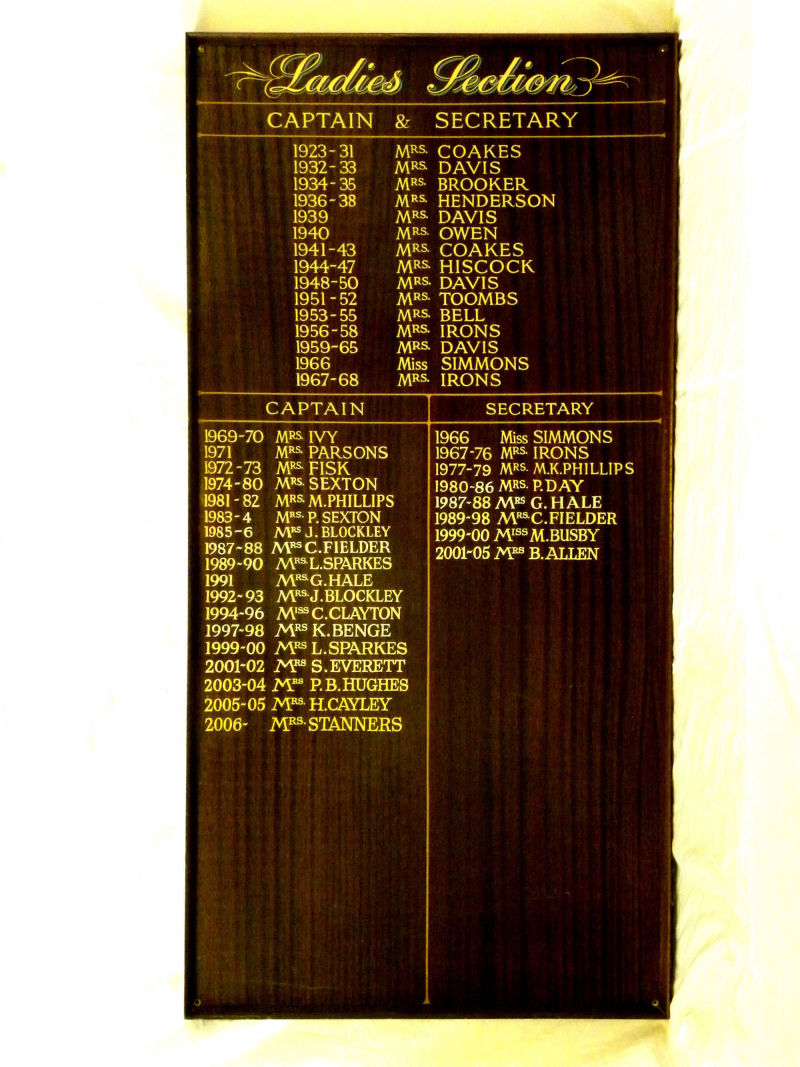 Ladies Section
CAPTAIN & SECRETARY
1923-31 MRS. COAKES
1932-33 MRS. DAVIS
1934-35 MRS. BROOKER
1936-38 MRS. HENDERSON
1939 MRS. DAVIS
1940 MRS. OWEN
1941-43 MRS. COAKES
1944-47 MRS. HISCOCK
1948-50 MRS. DAVIS
1951-52 MRS. TOOMBS
1953-55 MRS. BELL
1956-58 MRS. IRONS
1959-65 MRS. DAVIS
1966 Miss SIMMONS
1967-68 MRS. IRONS
CAPTAIN
1969-70 MRS. IVY
1971 MRS. PARSONS
1972-73 MRS. FISK
1974-80 MRS. SEXTON
1981-82 MRS. M.PHILLIPS
1983-4 MRS. P. SEXTON
1985-6 MRS J. BLOCKLEY
1987-88 MRS C.FIELDER
1989-90 MRS. L.SPARKES
1991 MRS. G. HALE
1992-93 MRS. J.BLOCKLEY
1994-96 MISS C.CLAYTON
1997-98 MRS K. BENGE
1999-00 MRS L. SPARKES
2001-02 MRS S. EVERETT
2003-04 MRS P.B.HUGHES
2005-05 MRS. H.CAYLEY
2006- MRS. STANNERS
SECRETARY
1966 Miss SIMMONS
1967-76 MRS. IRONS
1977-79 MRS. M.K.PHILLIPS
1980-86 MRS. P.DAY
1987-88 MRS G. HALE
1989-98 MRS. C.FIELDER
1999-00 MISS M.BUSBY
2001-05 MRS B.ALLEN